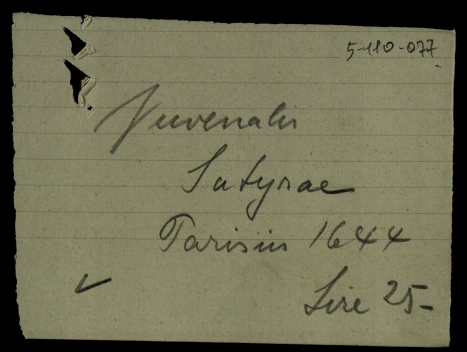 5-110-077
Juvenalis
Satyrae
Parisiis 1644
Lire 25-